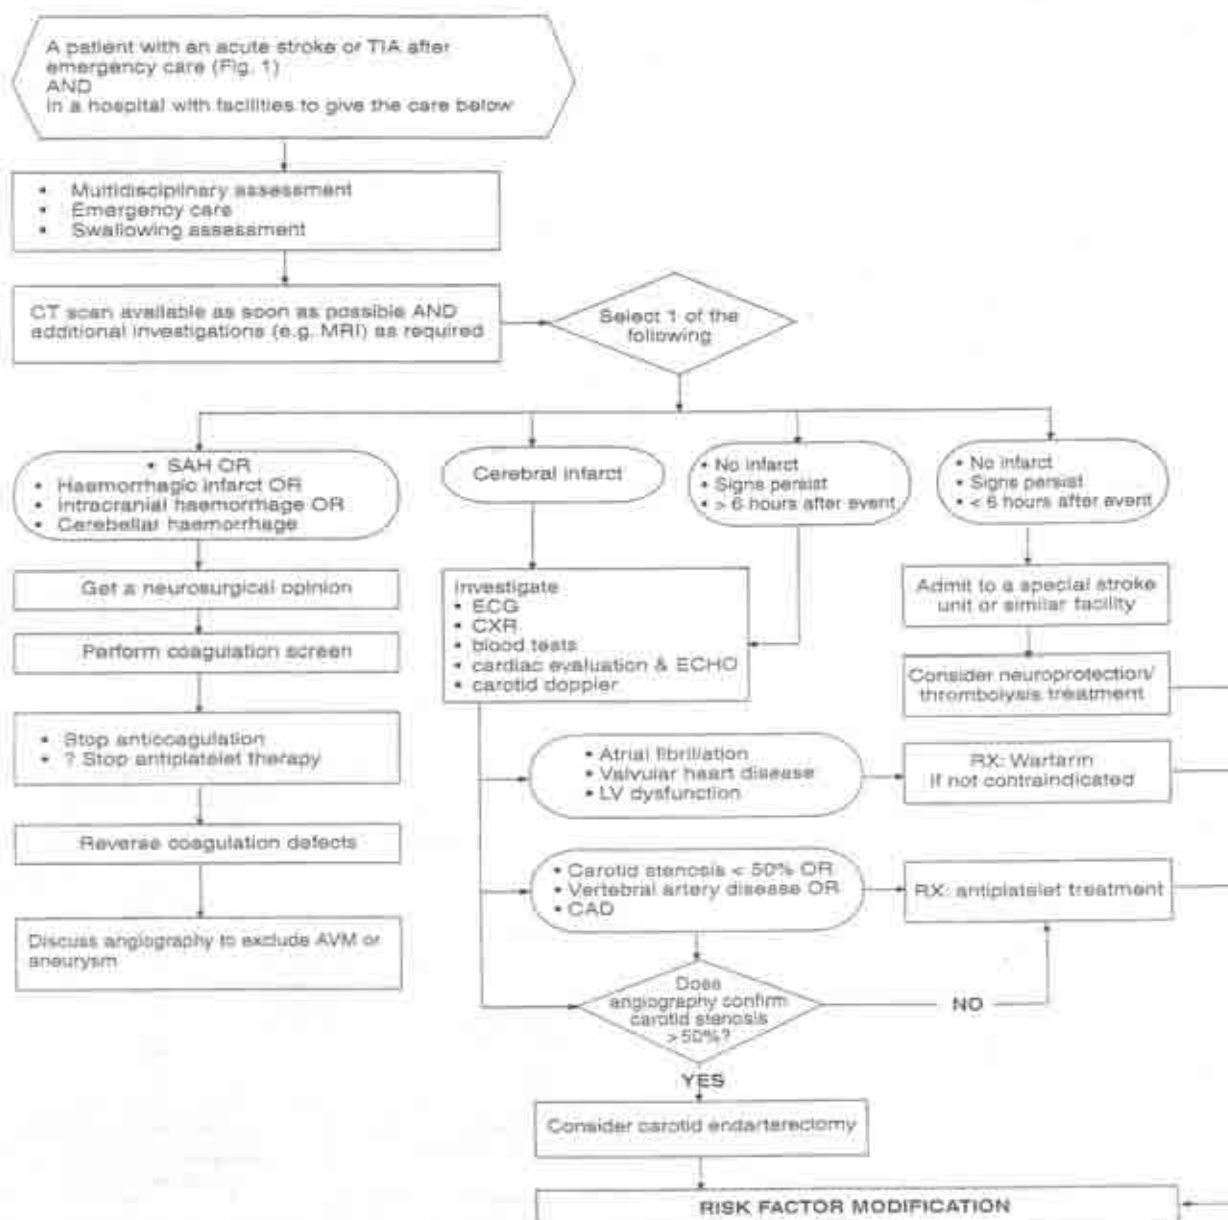 A patient with an acute stroke or TIA after
emergency care (Fig. 1)
AND
in a hospital with facilities to give the care below
• Multidisciplinary assessment
• Emergency care
• Swallowing assessment
CT scan available as soon as possible AND
additional investigations (e.g. MRI) as required
Select 1 of the
following
• SAH OR
• Haemorrhagic infarct OR
• Intracranial haemorrhage OR
• Cerebellar haemorrhage
Cerebral infarct
• No infarct
• Signs persist
• > 6 hours after event
• No infarct
• Signs persist
• < 6 hours after event
Get a neurosurgical opinion
Perform coagulation screen
• Stop anticoagulation
• ? Stop antiplatelet therapy
Reverse coagulation defects
Discuss angiography to exclude AVM or
aneurysm
Investigate
• ECG
• CXR
• blood tests
• cardiac evaluation & ECHO
• carotid doppler
Admit to a special stroke
unit or similar facility
Consider neuroprotection/
thrombolysis treatment
• Atrial fibrillation
• Valvular heart disease
• LV dysfunction
RX: Warfarin
if not contraindicated
• Carotid stenosis < 50% OR
• Vertebral artery disease OR
• CAD
RX: antiplatelet treatment
Does
angiography confirm
carotid stenosis
>50%?
NO
YES
Consider carotid endarterectomy
RISK FACTOR MODIFICATION